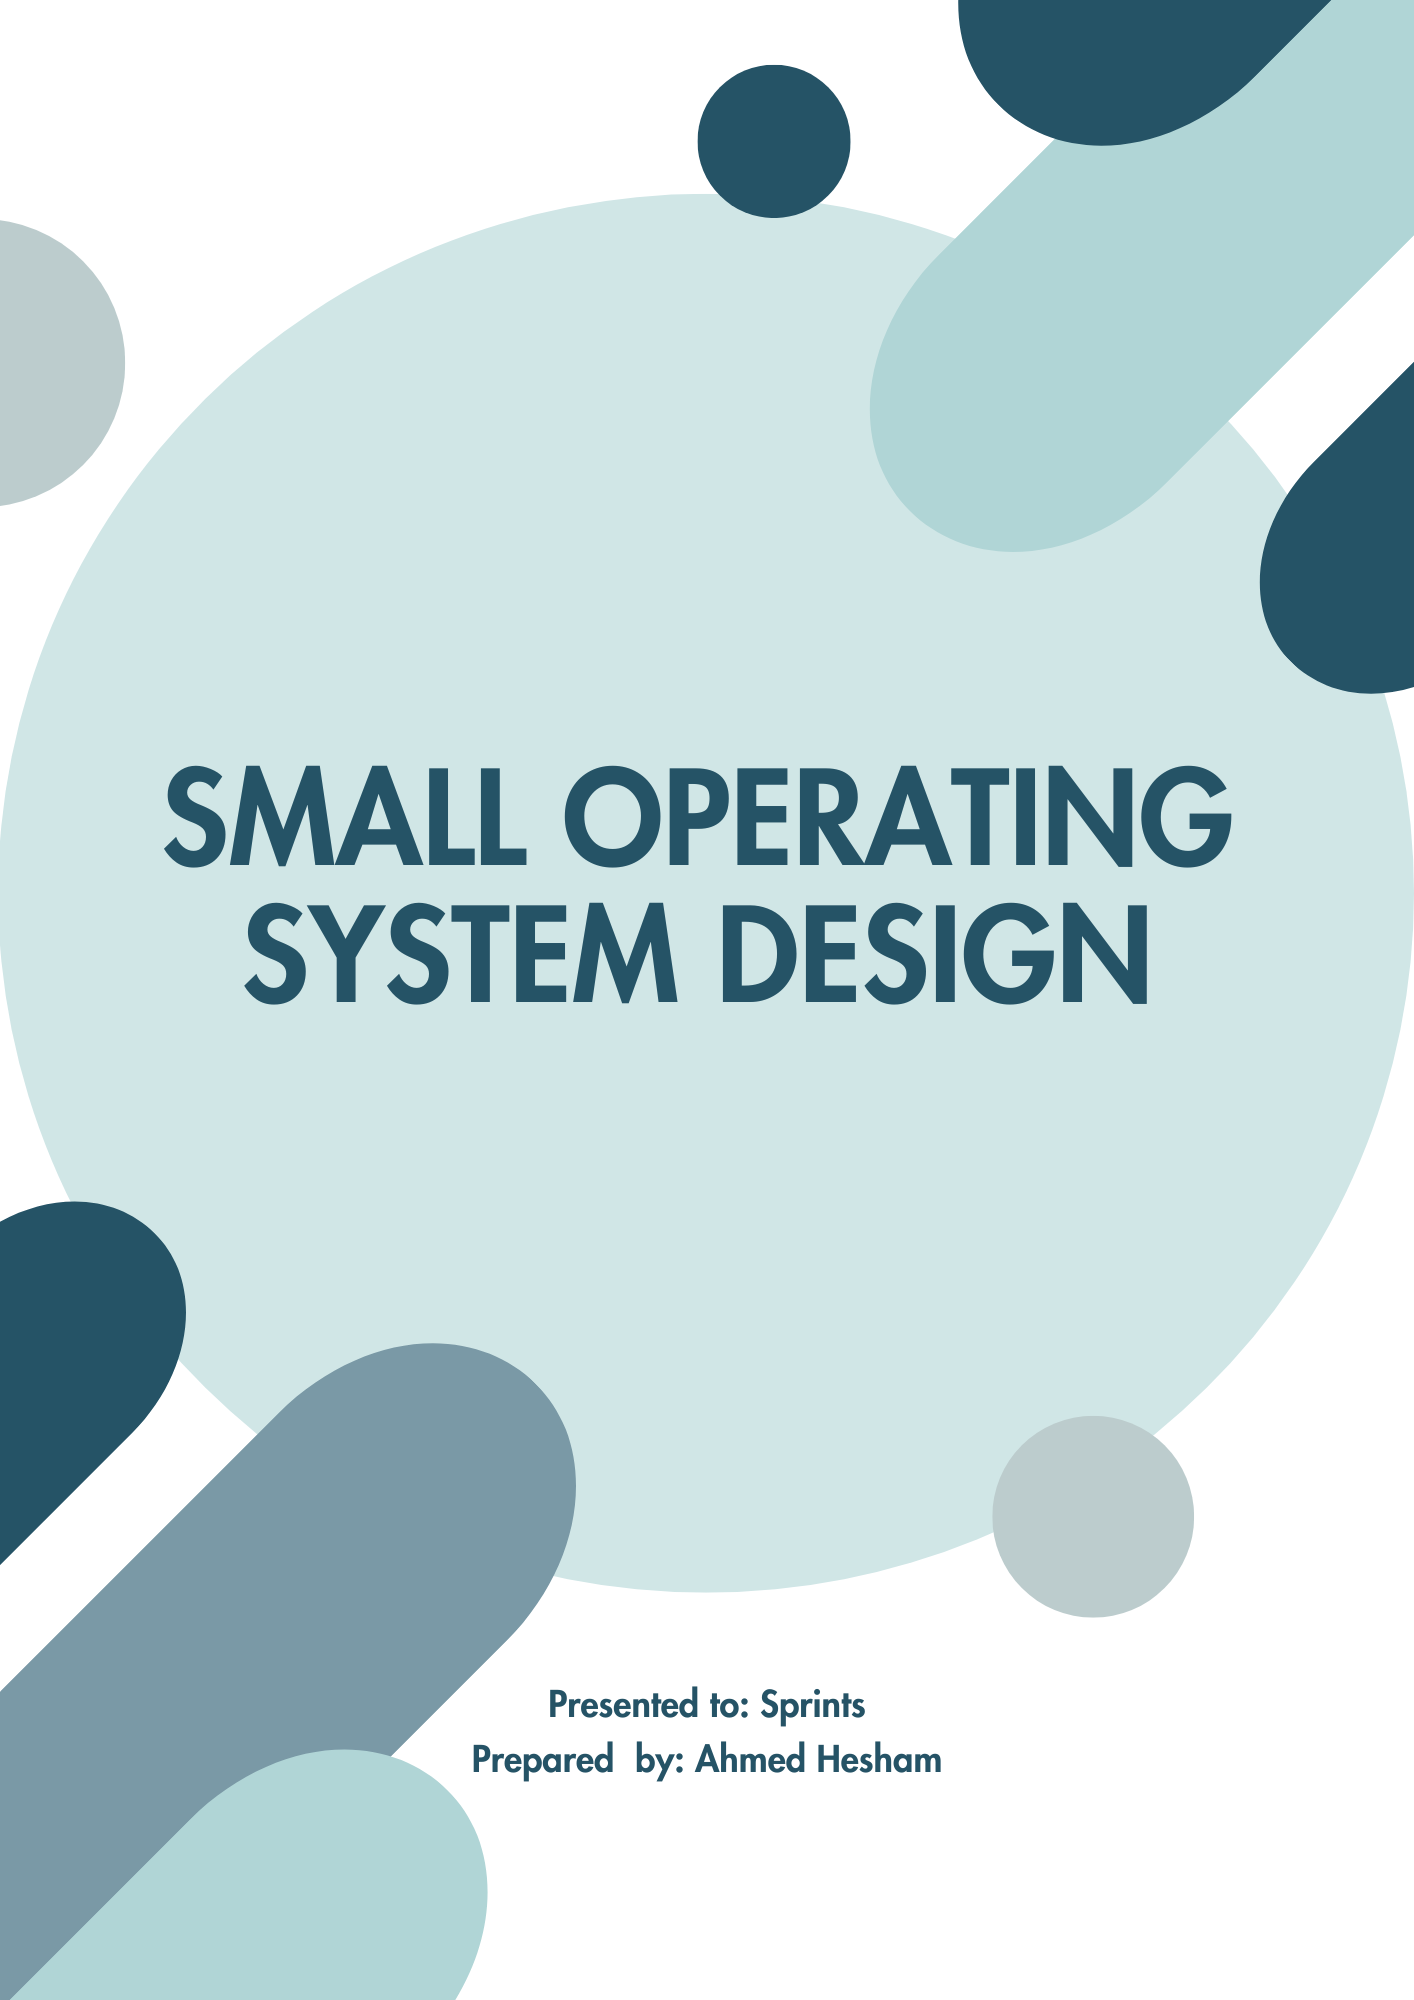 SMALL OPERATING
SYSTEM DESIGN
Presented to: Sprints
Prepared  by: Ahmed Hesham